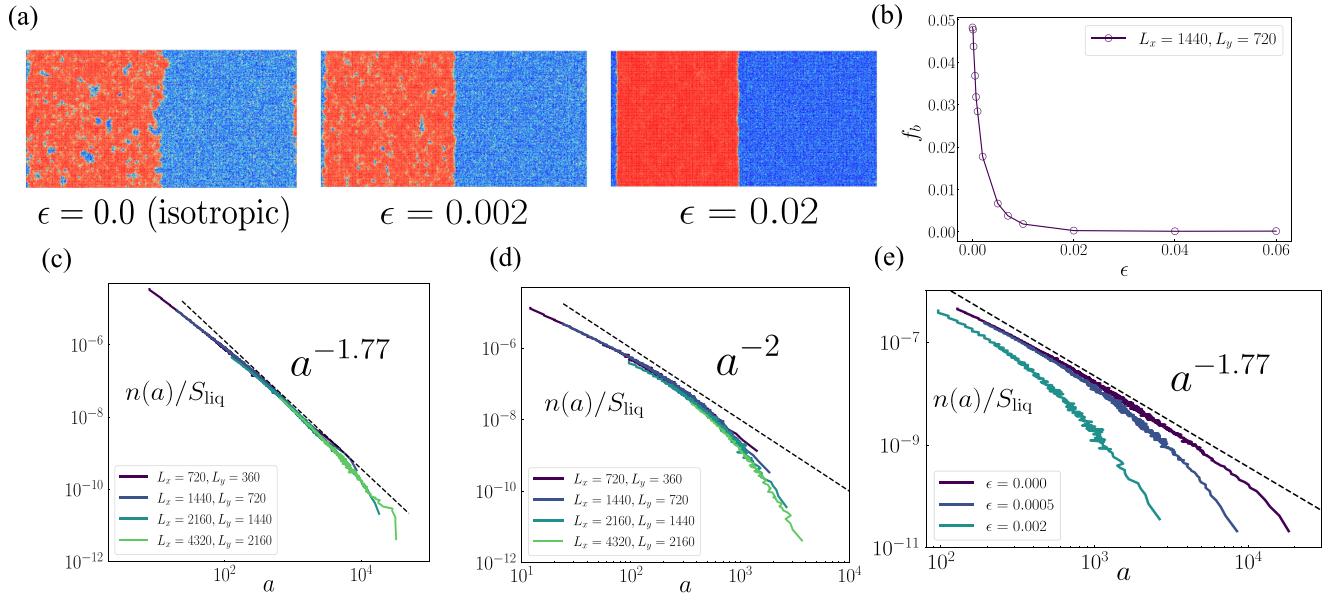 (a)
ϵ = 0.0 (isotropic)
ϵ = 0.002
ϵ = 0.02
(b)
0.05
0.04
0.03
0.02
0.01
0.00
f_b
L_x = 1440, L_y = 720
0.00 0.02 0.04 0.06
ϵ
(c)
10^{-6}
10^{-8}
10^{-10}
10^{-12}
a^{-1.77}
n(a)/S_liq
L_x = 720, L_y = 360
L_x = 1440, L_y = 720
L_x = 2160, L_y = 1440
L_x = 4320, L_y = 2160
10^2 10^4
a
(d)
10^{-6}
10^{-8}
10^{-10}
10^{-12}
a^{-2}
n(a)/S_liq
L_x = 720, L_y = 360
L_x = 1440, L_y = 720
L_x = 2160, L_y = 1440
L_x = 4320, L_y = 2160
10^1 10^2 10^3 10^4
a
(e)
10^{-7}
10^{-9}
10^{-11}
a^{-1.77}
n(a)/S_liq
ϵ = 0.000
ϵ = 0.0005
ϵ = 0.002
10^2 10^3 10^4
a